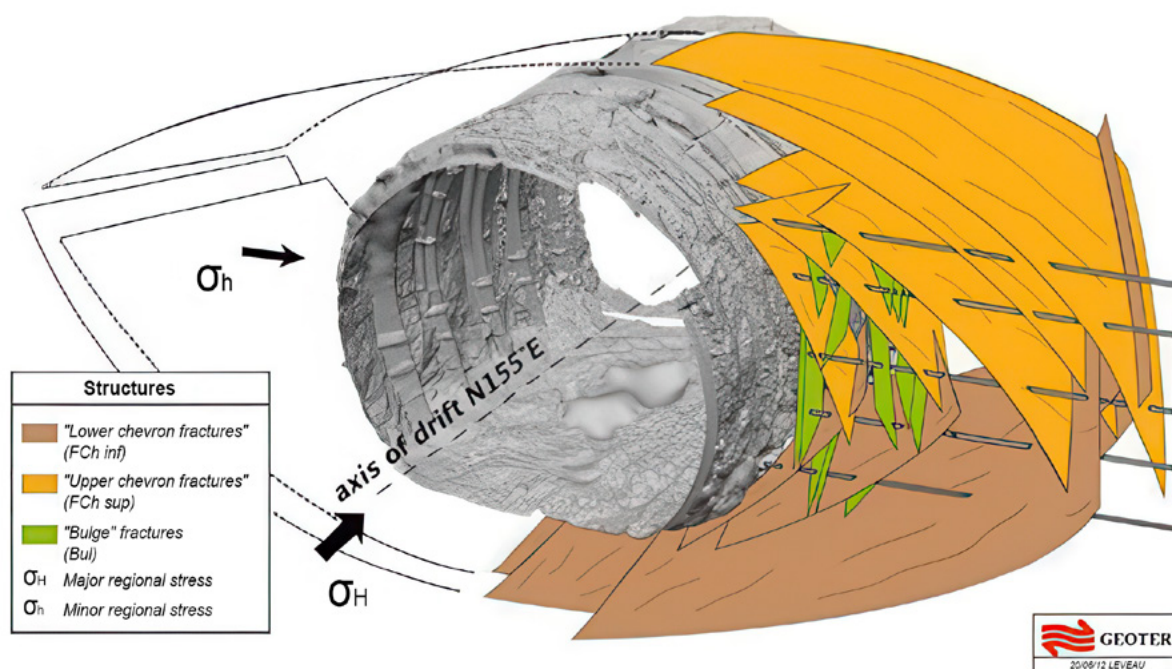 σh
axis of drift N155°E
σH
Structures
"Lower chevron fractures"
(FCh inf)
"Upper chevron fractures"
(FCh sup)
"Bulge" fractures
(Bul)
σH Major regional stress
σh Minor regional stress
GEOTER
20/06/12 LEVEAU